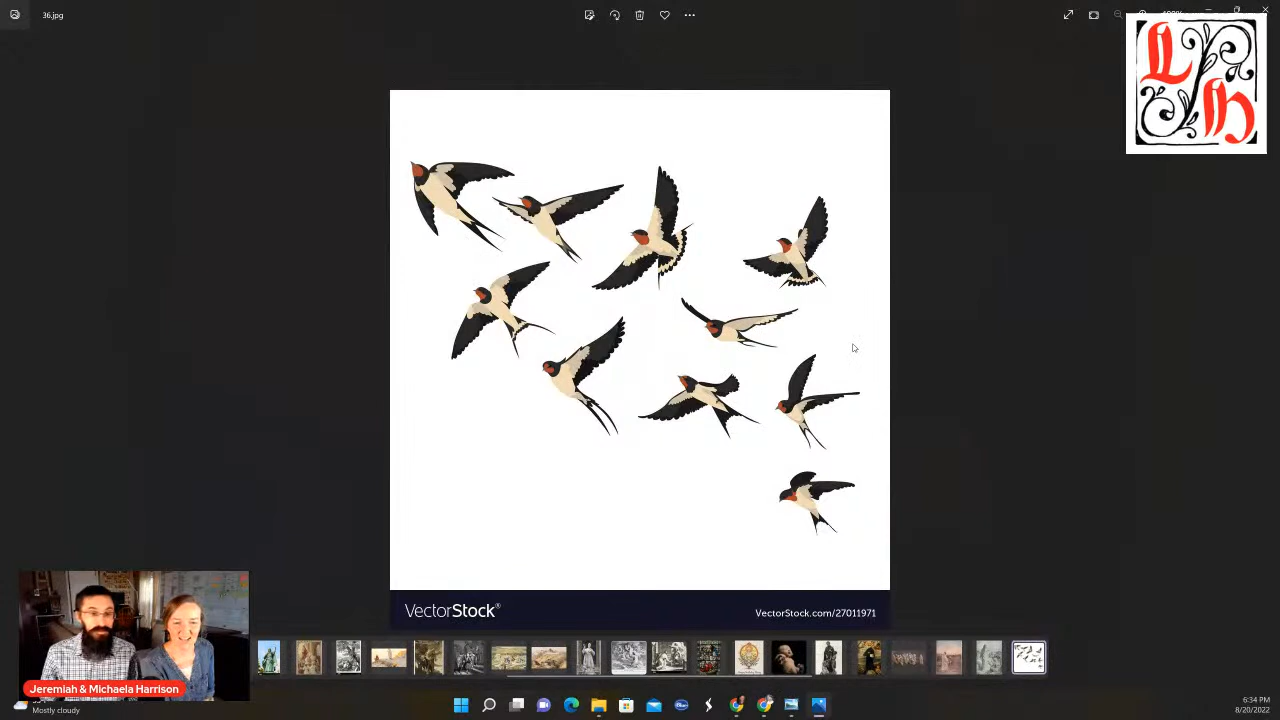 36.jpg
L
H
VectorStock®
VectorStock.com/27011971
Jeremiah & Michaela Harrison
Mostly cloudy
6:34 PM
8/20/2022